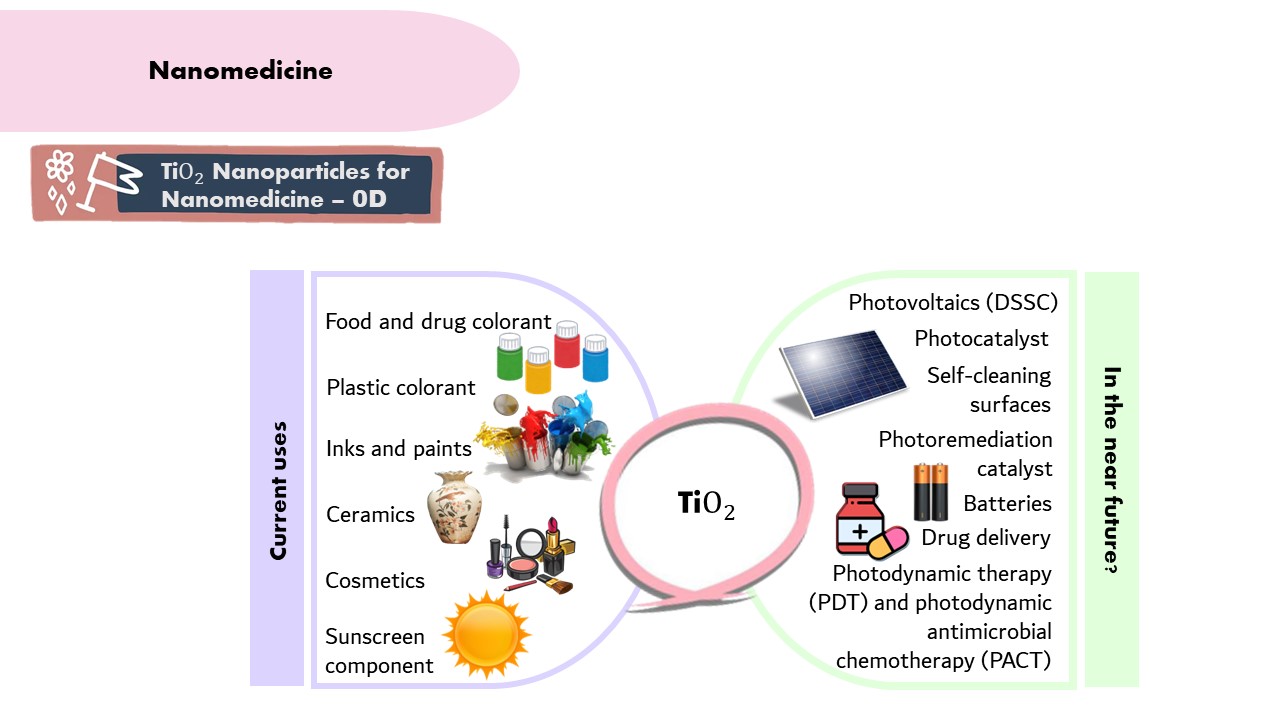 Nanomedicine
TiO₂ Nanoparticles for
Nanomedicine – 0D
Current uses
Food and drug colorant
Plastic colorant
Inks and paints
Ceramics
Cosmetics
Sunscreen
component
TiO₂
Photovoltaics (DSSC)
Photocatalyst
Self-cleaning
surfaces
Photoremediation
catalyst
Batteries
Drug delivery
Photodynamic therapy
(PDT) and photodynamic
antimicrobial
chemotherapy (PACT)
In the near future?